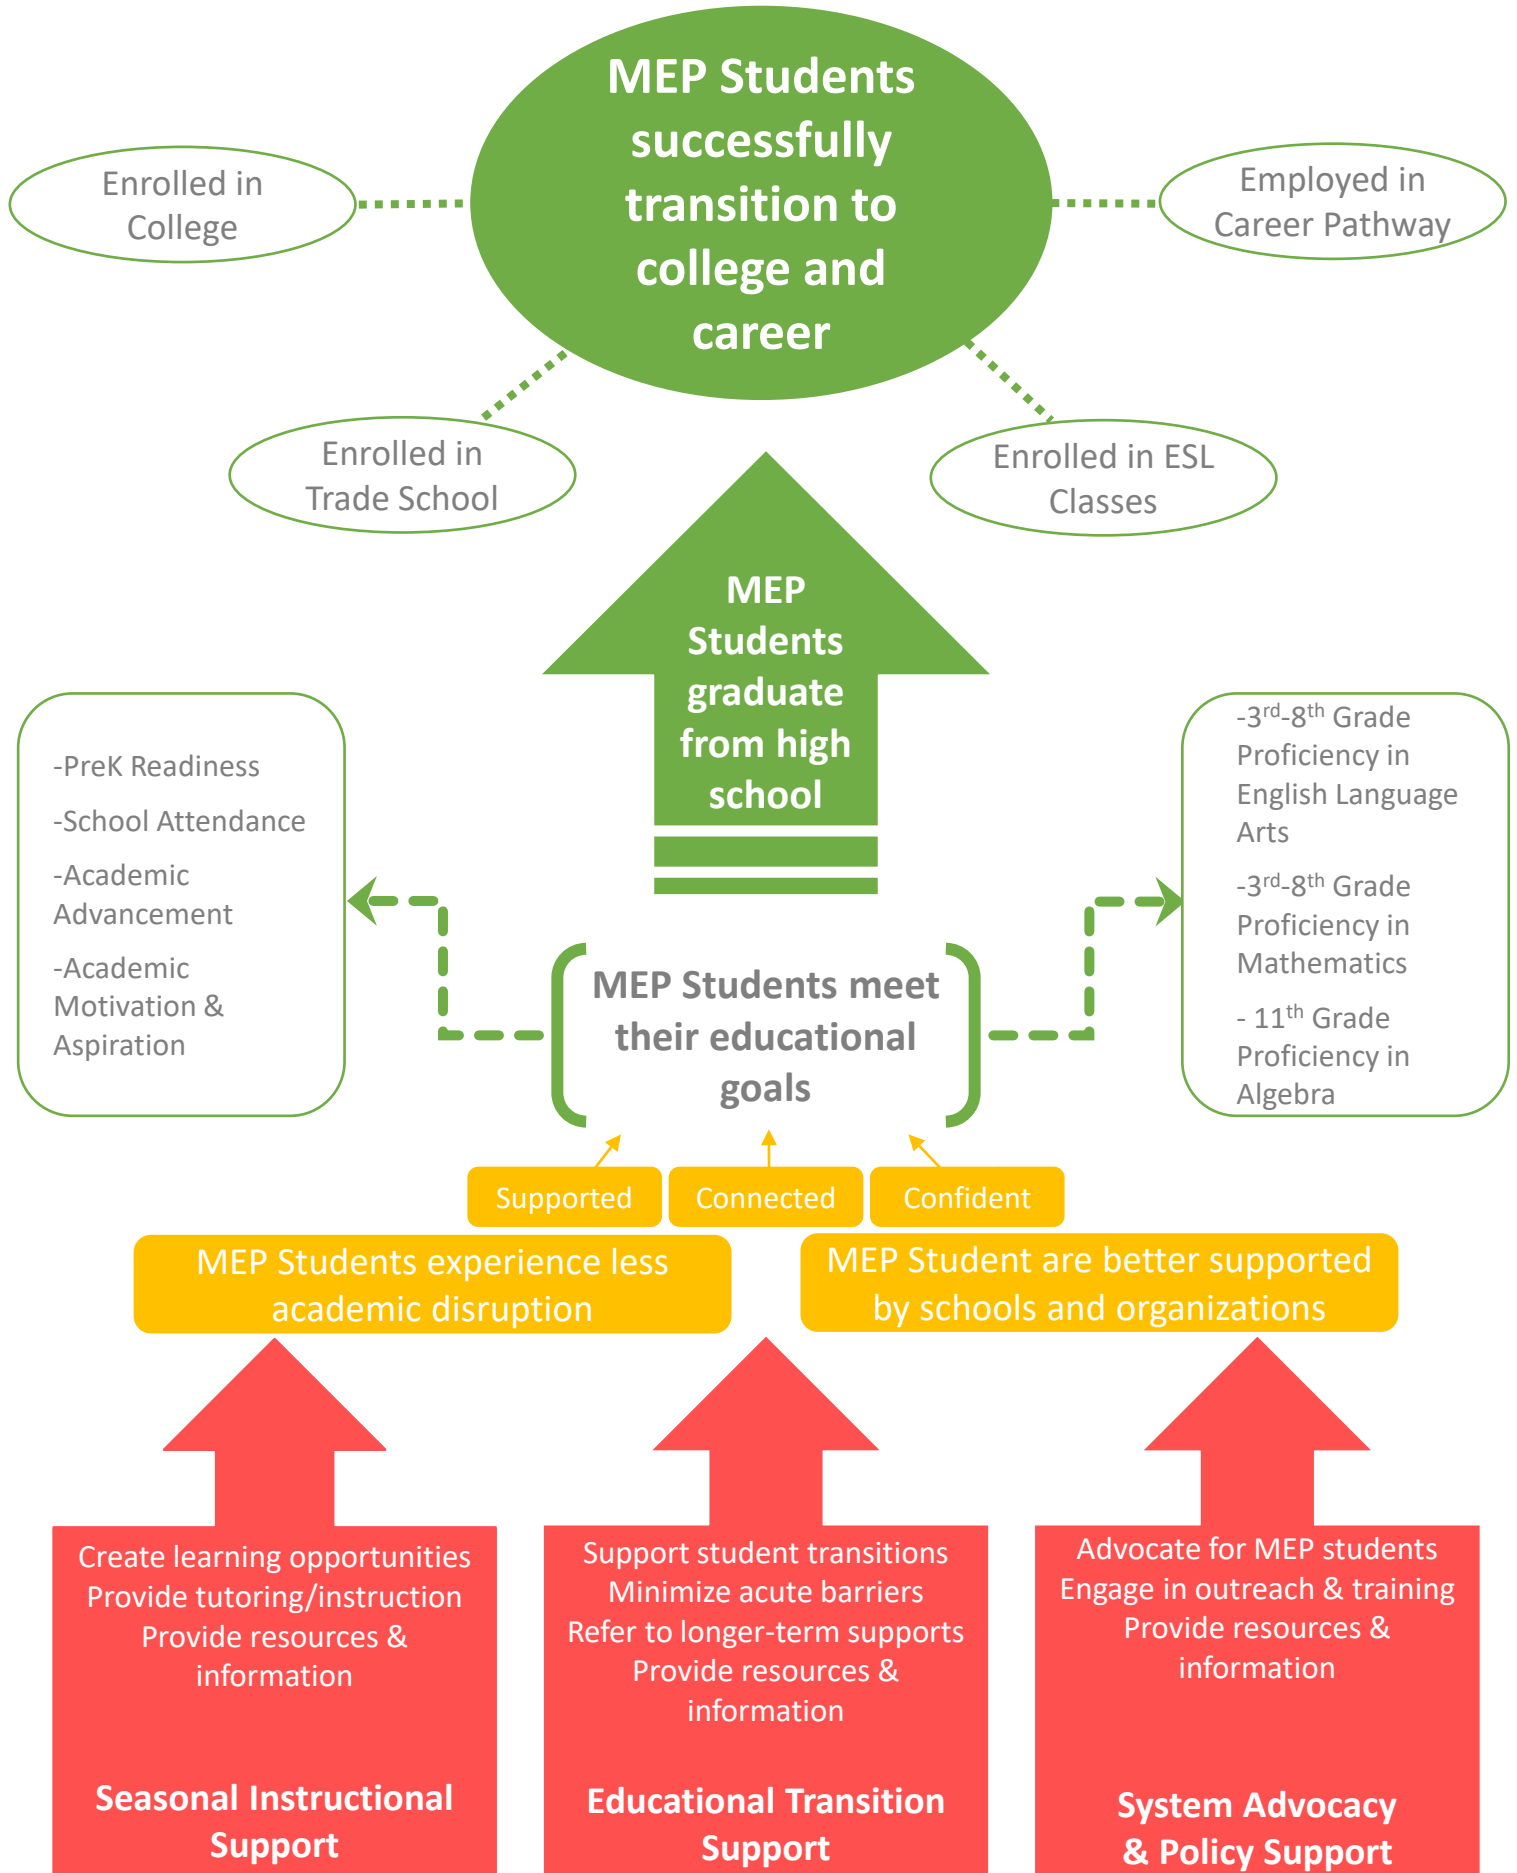 MEP Students
successfully
transition to
college and
career
Enrolled in
College
Employed in
Career Pathway
Enrolled in
Trade School
Enrolled in ESL
Classes
MEP
Students
graduate
from high
school
-PreK Readiness
-School Attendance
-Academic
Advancement
-Academic
Motivation &
Aspiration
-3rd-8th Grade
Proficiency in
English Language
Arts
-3rd-8th Grade
Proficiency in
Mathematics
- 11th Grade
Proficiency in
Algebra
MEP Students meet
their educational
goals
Supported
Connected
Confident
MEP Students experience less
academic disruption
MEP Student are better supported
by schools and organizations
Create learning opportunities
Provide tutoring/instruction
Provide resources &
information
Seasonal Instructional
Support
Support student transitions
Minimize acute barriers
Refer to longer-term supports
Provide resources &
information
Educational Transition
Support
Advocate for MEP students
Engage in outreach & training
Provide resources &
information
System Advocacy
& Policy Support